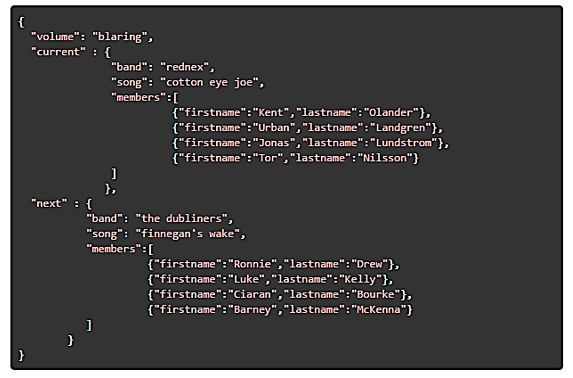 {
"volume": "blaring",
"current" : {
"band": "rednex",
"song": "cotton eye joe",
"members":[
{"firstname":"Kent","lastname":"Olander"},
{"firstname":"Urban","lastname":"Landgren"},
{"firstname":"Jonas","lastname":"Lundstrom"},
{"firstname":"Tor","lastname":"Nilsson"}
]
},
"next" : {
"band": "the dubliners",
"song": "finnegan's wake",
"members":[
{"firstname":"Ronnie","lastname":"Drew"},
{"firstname":"Luke","lastname":"Kelly"},
{"firstname":"Ciaran","lastname":"Bourke"},
{"firstname":"Barney","lastname":"McKenna"}
]
}
}